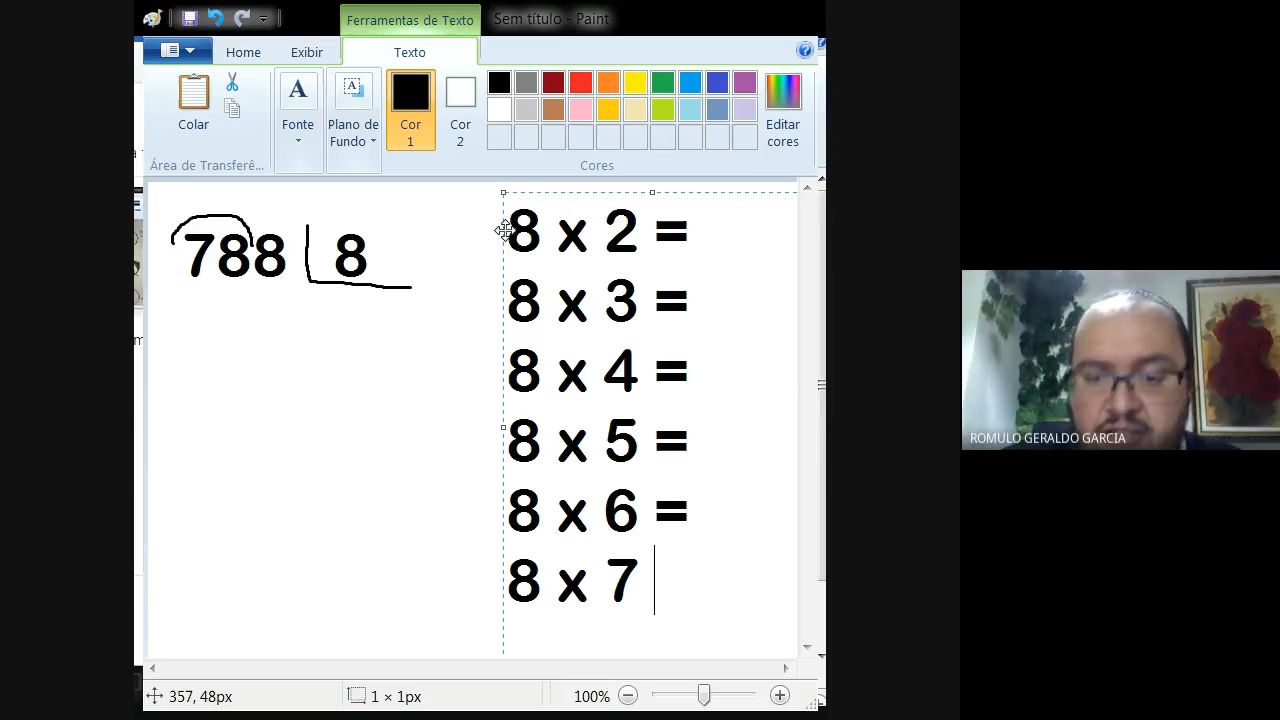 Ferramentas de Texto
Sem título - Paint
Home
Exibir
Texto
Colar
Fonte
Plano de Fundo
Cor 1
Cor 2
Editar cores
Área de Transferê...
Cores
788 8
8 x 2 =
8 x 3 =
8 x 4 =
8 x 5 =
8 x 6 =
8 x 7
ROMULO GERALDO GARCIA
357, 48px
1 × 1px
100%